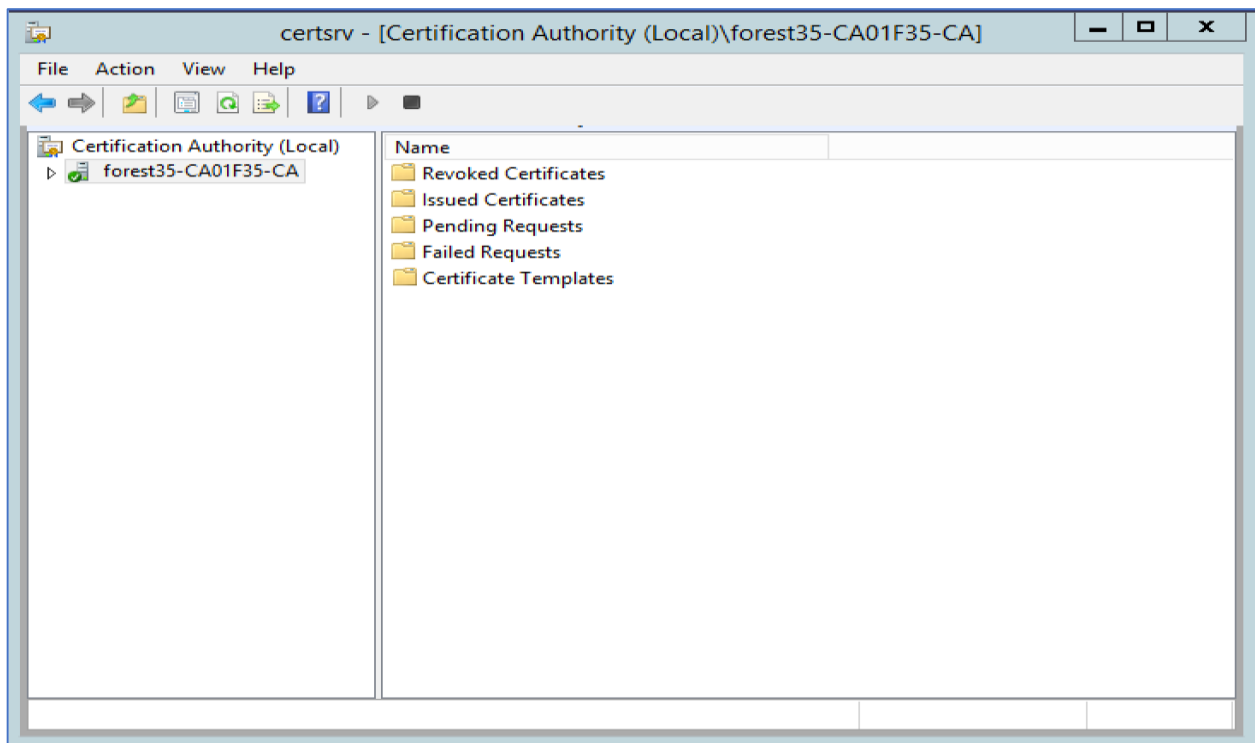 certsrv - [Certification Authority (Local)\forest35-CA01F35-CA]
File Action View Help
Certification Authority (Local)
forest35-CA01F35-CA
Name
Revoked Certificates
Issued Certificates
Pending Requests
Failed Requests
Certificate Templates